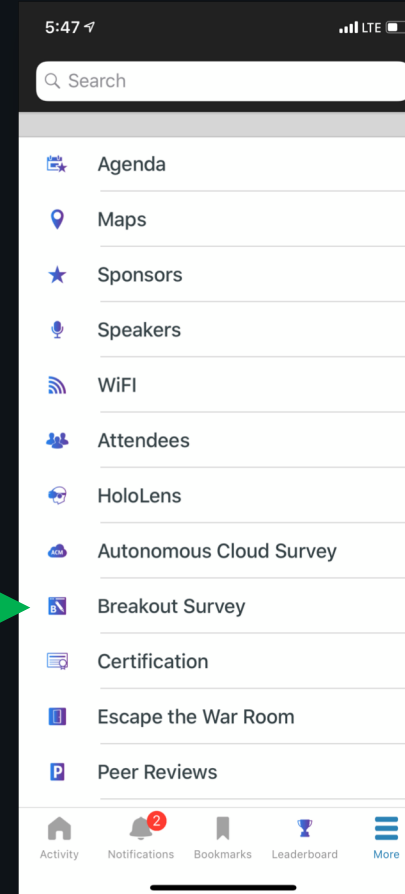 5:47
LTE
Search
Agenda
Maps
Sponsors
Speakers
WiFI
Attendees
HoloLens
ACM
Autonomous Cloud Survey
B
Breakout Survey
Certification
Escape the War Room
P
Peer Reviews
2
Activity Notifications Bookmarks Leaderboard More